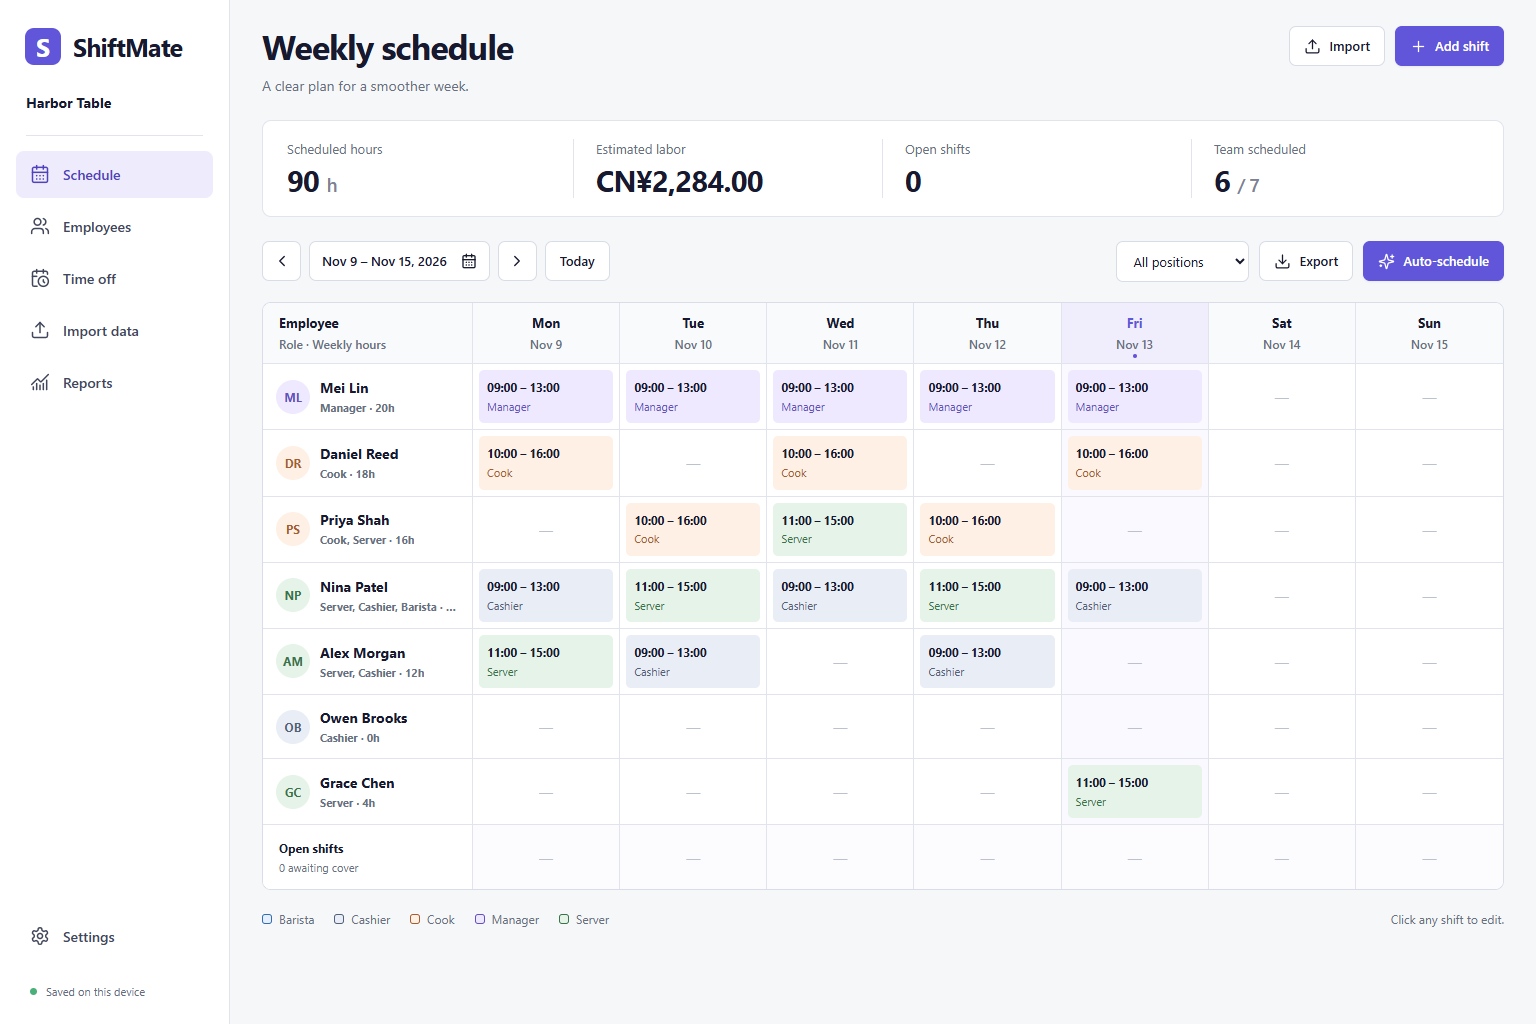 S ShiftMate
Harbor Table
Schedule
Employees
Time off
Import data
Reports
Settings
Saved on this device
Weekly schedule
A clear plan for a smoother week.
Import
Add shift
Scheduled hours
90 h
Estimated labor
CN¥2,284.00
Open shifts
0
Team scheduled
6 / 7
Nov 9 – Nov 15, 2026
Today
All positions
Export
Auto-schedule
Employee
Role · Weekly hours
Mon
Nov 9
Tue
Nov 10
Wed
Nov 11
Thu
Nov 12
Fri
Nov 13
Sat
Nov 14
Sun
Nov 15
ML
Mei Lin
Manager · 20h
09:00 – 13:00
Manager
09:00 – 13:00
Manager
09:00 – 13:00
Manager
09:00 – 13:00
Manager
09:00 – 13:00
Manager
—
—
DR
Daniel Reed
Cook · 18h
10:00 – 16:00
Cook
—
10:00 – 16:00
Cook
—
10:00 – 16:00
Cook
—
—
PS
Priya Shah
Cook, Server · 16h
—
10:00 – 16:00
Cook
11:00 – 15:00
Server
10:00 – 16:00
Cook
—
—
—
NP
Nina Patel
Server, Cashier, Barista · ...
09:00 – 13:00
Cashier
11:00 – 15:00
Server
09:00 – 13:00
Cashier
11:00 – 15:00
Server
09:00 – 13:00
Cashier
—
—
AM
Alex Morgan
Server, Cashier · 12h
11:00 – 15:00
Server
09:00 – 13:00
Cashier
—
09:00 – 13:00
Cashier
—
—
—
OB
Owen Brooks
Cashier · 0h
—
—
—
—
—
—
—
GC
Grace Chen
Server · 4h
—
—
—
—
11:00 – 15:00
Server
—
—
Open shifts
0 awaiting cover
—
—
—
—
—
—
—
Barista
Cashier
Cook
Manager
Server
Click any shift to edit.